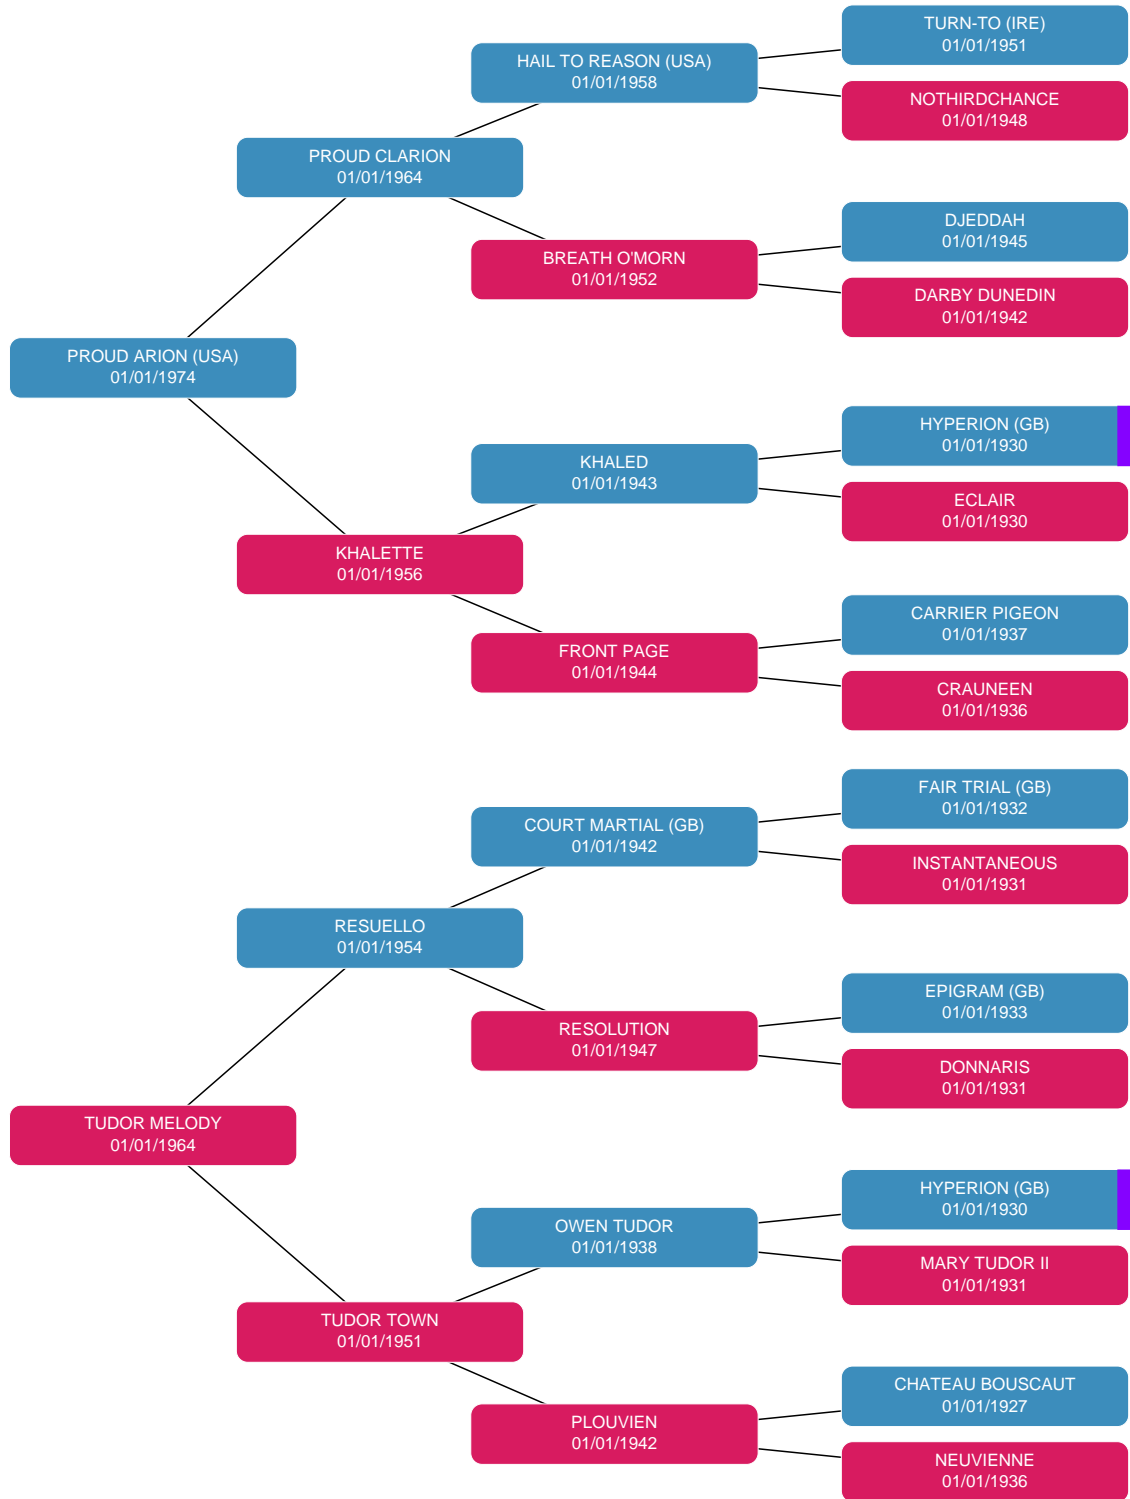 TURN-TO (IRE)
01/01/1951
HAIL TO REASON (USA)
01/01/1958
NOTHIRDCHANCE
01/01/1948
PROUD CLARION
01/01/1964
DJEDDAH
01/01/1945
BREATH O'MORN
01/01/1952
DARBY DUNEDIN
01/01/1942
PROUD ARION (USA)
01/01/1974
HYPERION (GB)
01/01/1930
KHALED
01/01/1943
ECLAIR
01/01/1930
KHALETTE
01/01/1956
CARRIER PIGEON
01/01/1937
FRONT PAGE
01/01/1944
CRAUNEEN
01/01/1936
FAIR TRIAL (GB)
01/01/1932
COURT MARTIAL (GB)
01/01/1942
INSTANTANEOUS
01/01/1931
RESUELLO
01/01/1954
EPIGRAM (GB)
01/01/1933
RESOLUTION
01/01/1947
DONNARIS
01/01/1931
TUDOR MELODY
01/01/1964
HYPERION (GB)
01/01/1930
OWEN TUDOR
01/01/1938
MARY TUDOR II
01/01/1931
TUDOR TOWN
01/01/1951
CHATEAU BOUSCAUT
01/01/1927
PLOUVIEN
01/01/1942
NEUVIENNE
01/01/1936